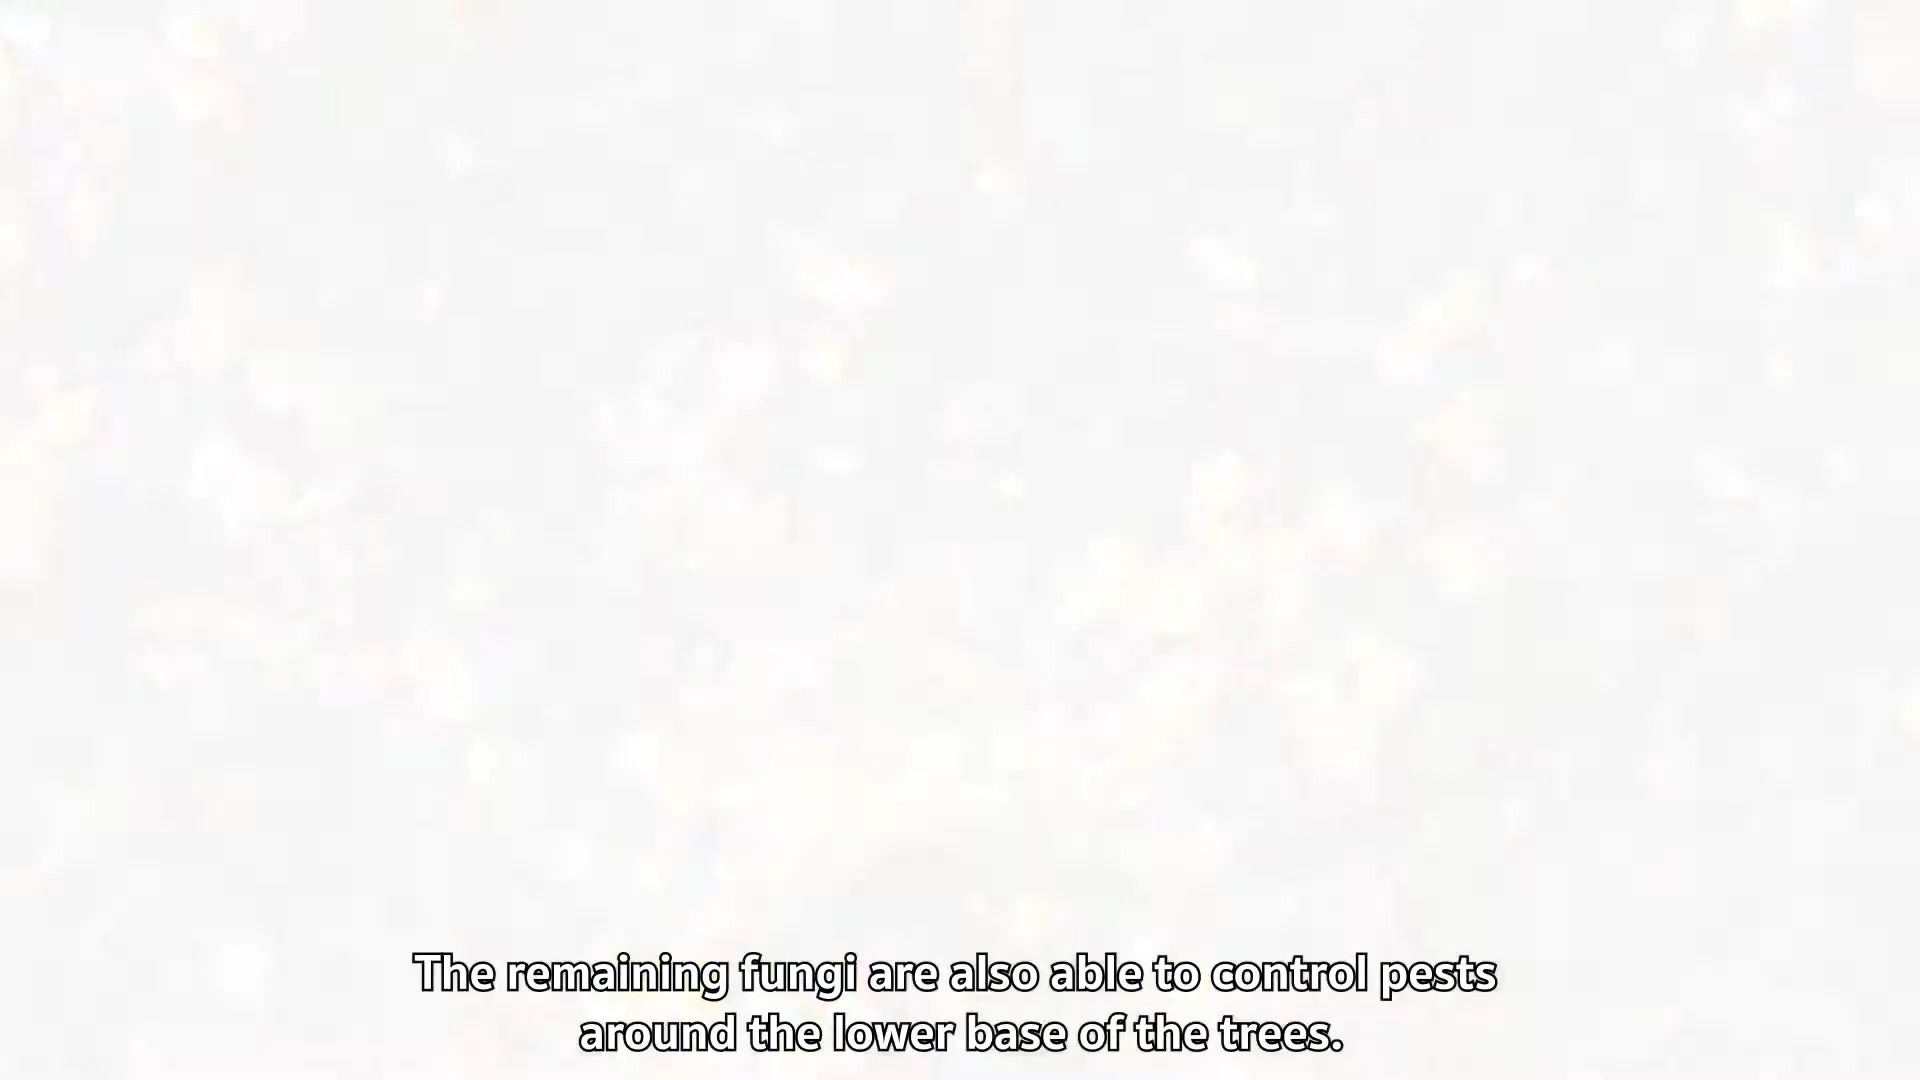 The remaining fungi are also able to control pests
around the lower base of the trees.